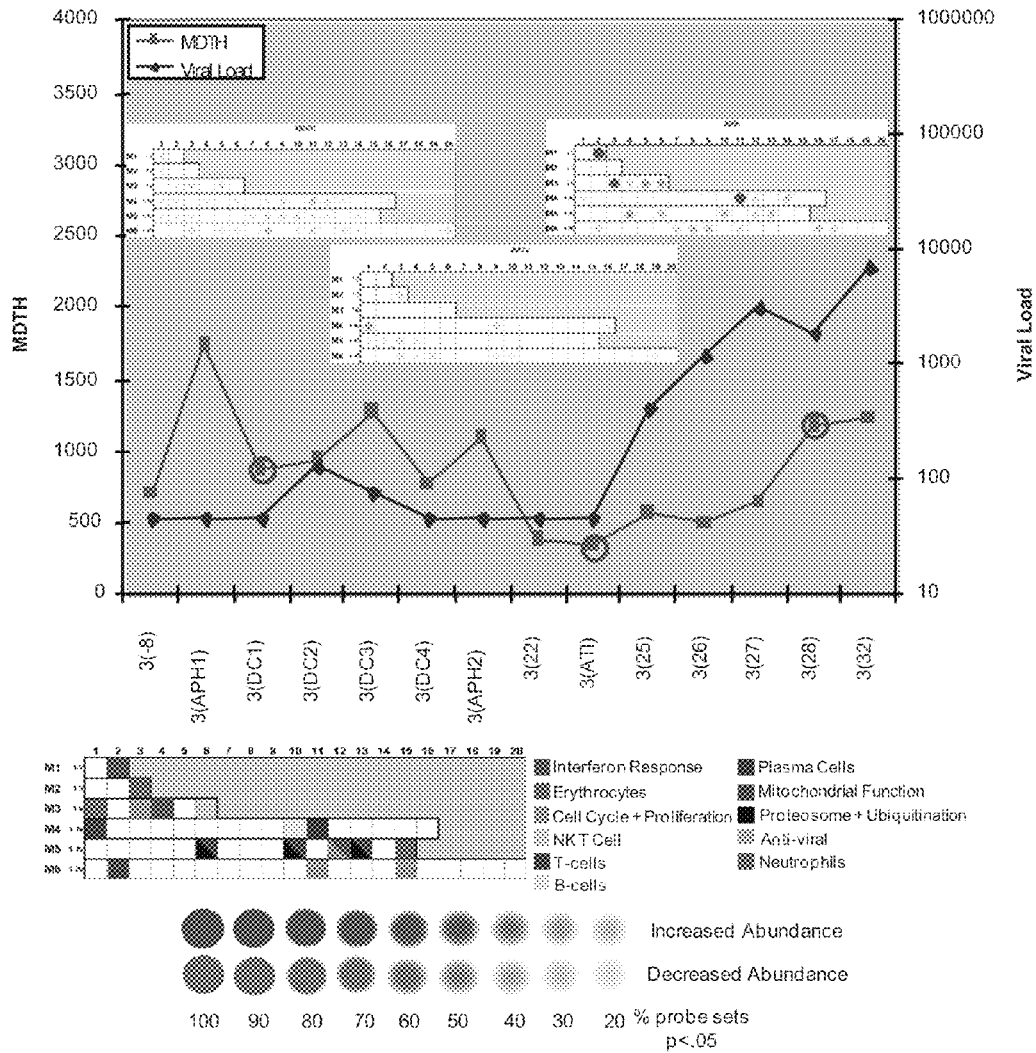 4000
3500
3000
2500
2000
1500
1000
500
0
MDTH
MDTH
Viral Load
1000000
100000
10000
1000
100
10
Viral Load
3(-8)
3(APH1)
3(DC1)
3(DC2)
3(DC3)
3(DC4)
3(APH2)
3(22)
3(ATI)
3(25)
3(26)
3(27)
3(28)
3(32)
1 2 3 4 5 6 7 8 9 10 11 12 13 14 15 16 17 18 19 20
M1
M2
M3
M4
M5
M6
Interferon Response
Erythrocytes
Cell Cycle + Proliferation
NKT Cell
T-cells
B-cells
Plasma Cells
Mitochondrial Function
Proteosome + Ubiquitination
Anti-viral
Neutrophils
Increased Abundance
Decreased Abundance
100 90 80 70 60 50 40 30 20 % probe sets
p<.05